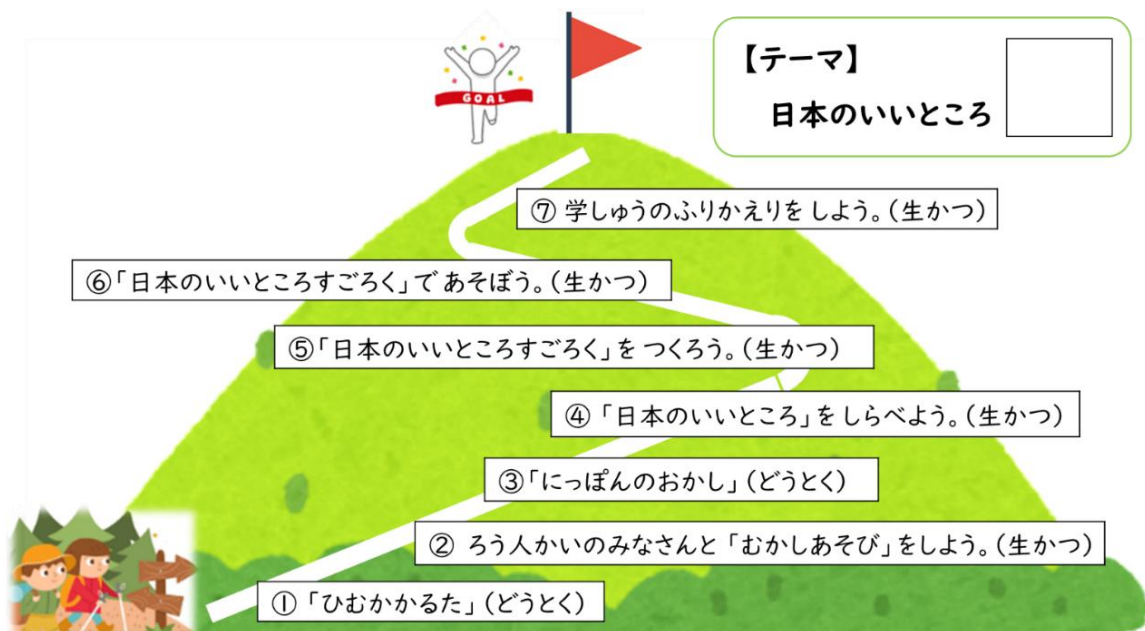 GOAL
【テーマ】
日本のいいところ
⑦ 学しゅうのふりかえりを しよう。(生かつ)
⑥「日本のいいところすごろく」で あそぼう。(生かつ)
⑤「日本のいいところすごろく」を つくろう。(生かつ)
④ 「日本のいいところ」を しらべよう。(生かつ)
③「にっぽんのおかし」(どうとく)
② ろう人かいのみなさんと 「むかしあそび」をしよう。(生かつ)
① 「ひむかかるた」(どうとく)